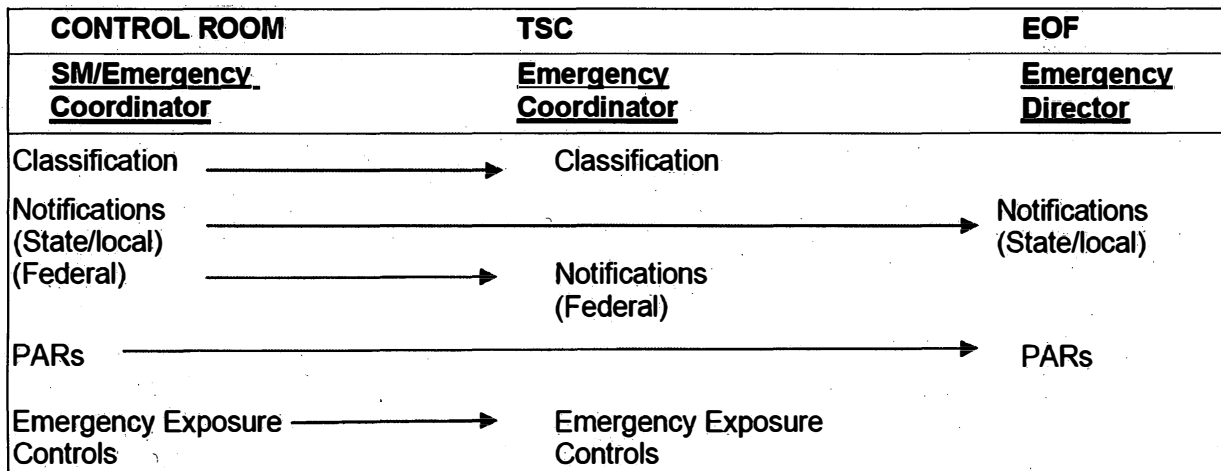 CONTROL ROOM TSC EOF
SM/Emergency Emergency Emergency
Coordinator Coordinator Director
Classification Classification
Notifications Notifications
(State/local) (State/local)
(Federal) Notifications
(Federal)
PARs PARs
Emergency Exposure Emergency Exposure
Controls Controls